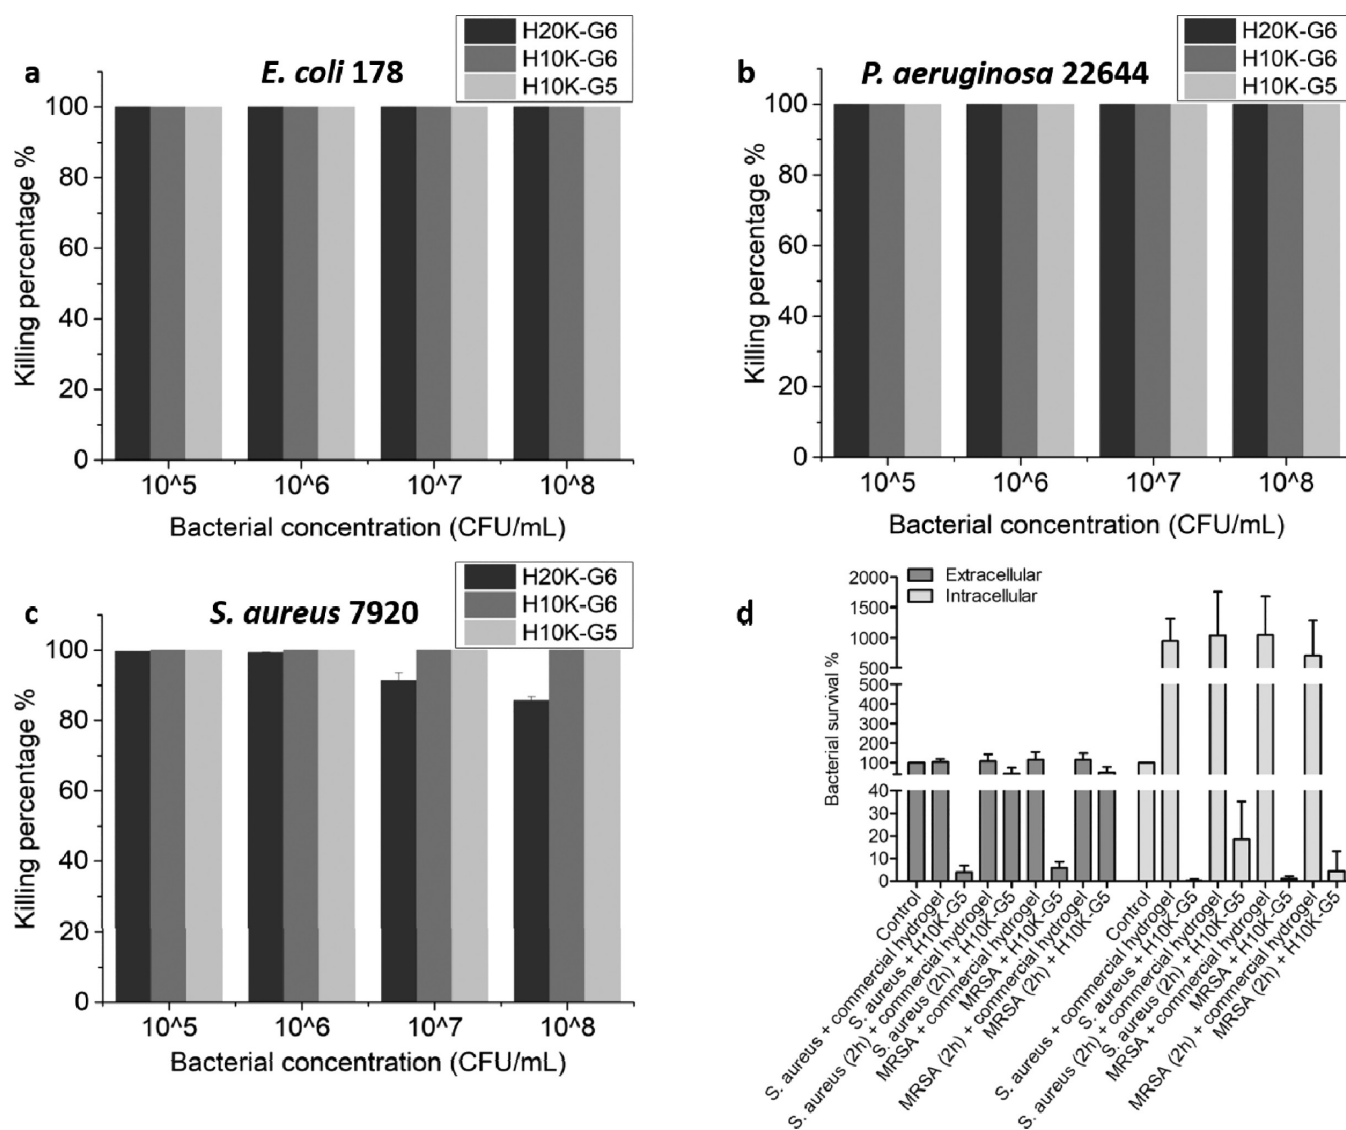 a
E. coli 178
H20K-G6
H10K-G6
H10K-G5
Killing percentage %
100
80
60
40
20
0
10^5
10^6
10^7
10^8
Bacterial concentration (CFU/mL)
b
P. aeruginosa 22644
H20K-G6
H10K-G6
H10K-G5
Killing percentage %
100
80
60
40
20
0
10^5
10^6
10^7
10^8
Bacterial concentration (CFU/mL)
c
S. aureus 7920
H20K-G6
H10K-G6
H10K-G5
Killing percentage %
100
80
60
40
20
0
10^5
10^6
10^7
10^8
Bacterial concentration (CFU/mL)
d
Extracellular
Intracellular
Bacterial survival %
2000
1500
1000
500
500
400
300
200
100
40
30
20
10
0
Control
S. aureus + commercial hydrogel
S. aureus + H10K-G5
S. aureus (2h) + commercial hydrogel
S. aureus (2h) + H10K-G5
MRSA + commercial hydrogel
MRSA + H10K-G5
MRSA (2h) + commercial hydrogel
MRSA (2h) + H10K-G5
Control
S. aureus + commercial hydrogel
S. aureus + H10K-G5
S. aureus (2h) + commercial hydrogel
S. aureus (2h) + H10K-G5
MRSA + commercial hydrogel
MRSA + H10K-G5
MRSA (2h) + commercial hydrogel
MRSA (2h) + H10K-G5